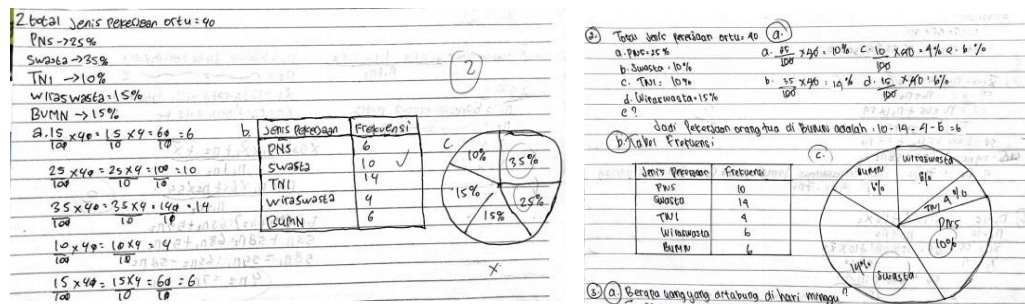 2. total Jenis Pekerjaan ortu = 40
PNS → 25%
Swasta → 35%
TNI → 10%
Wiraswasta = 15%
BUMN → 15%
a. 15/100 × 40 = 15 × 4/10 = 60/10 = 6
25/100 × 40 = 25 × 4/10 = 100/10 = 10
35/100 × 40 = 35 × 4/10 = 140/10 = 14
10/100 × 40 = 10 × 4/10 = 4
15/100 × 40 = 15 × 4/10 = 60/10 = 6
b.
Jenis Pekerjaan Frekuensi
PNS 6
Swasta 10
TNI 14
wiraswasta 4
BUMN 6
2
C.
10% 35%
15% 25%
15%
2. Total Jenis pekerjaan ortu = 40 a.
a. PNS = 25%
b. Swasta = 10%
c. TNI = 10%
d. Wiraswasta = 15%
e ?
a. 25/100 × 40 = 10% c. 10/100 × 40 = 4% e. 6%
b. 35/100 × 40 = 14% d. 15/100 × 40 = 6%
Jadi Pekerjaan orang tua di BUMN adalah = 10 - 14 - 4 - 6 = 6
b. Tabel Frekuensi
Jenis Pekerjaan Frekuensi
PNS 10
Swasta 14
TNI 4
Wiraswasta 6
BUMN 6
C.
BUMN 6%
wiraswasta 6%
TNI 4%
PNS 10%
14% Swasta
3. a. Berapa uang yang ditabung di hari minggu?